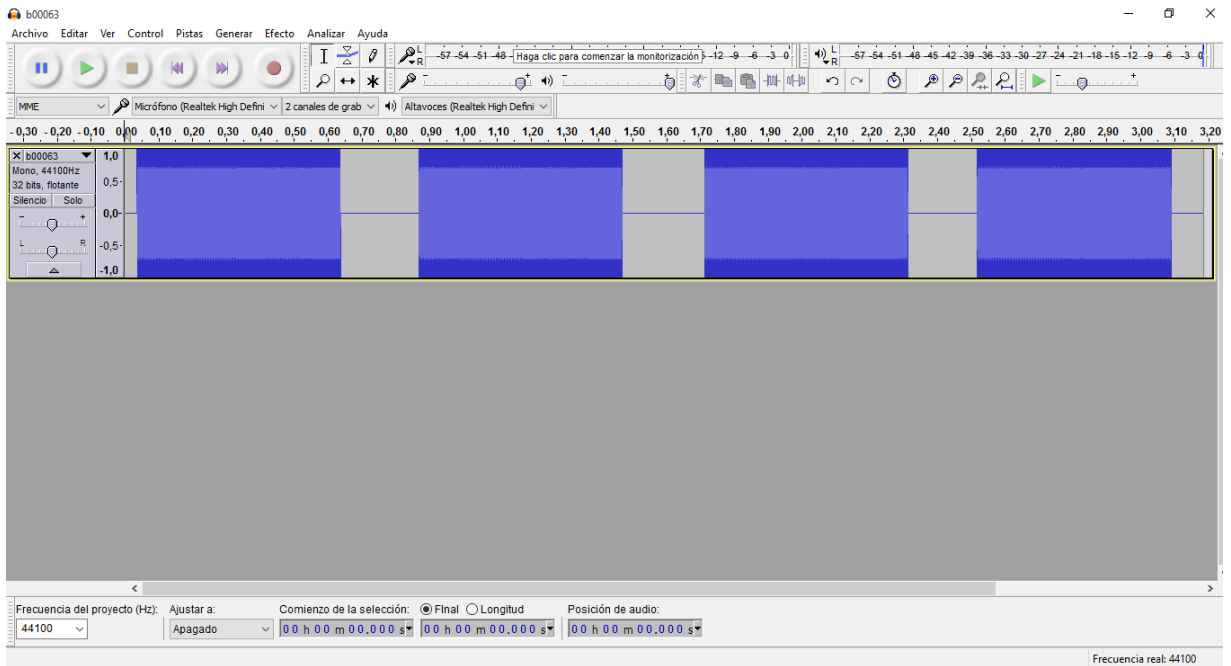 b00063
Archivo Editar Ver Control Pistas Generar Efecto Analizar Ayuda
L
R
-57 -54 -51 -48 Haga clic para comenzar la monitorización -12 -9 -6 -3 0
L
R
-57 -54 -51 -48 -45 -42 -39 -36 -33 -30 -27 -24 -21 -18 -15 -12 -9 -6 -3 0
MME Micrófono (Realtek High Defini 2 canales de grab Altavoces (Realtek High Defini
-0,30 -0,20 -0,10 0,00 0,10 0,20 0,30 0,40 0,50 0,60 0,70 0,80 0,90 1,00 1,10 1,20 1,30 1,40 1,50 1,60 1,70 1,80 1,90 2,00 2,10 2,20 2,30 2,40 2,50 2,60 2,70 2,80 2,90 3,00 3,10 3,20
b00063
Mono, 44100Hz
32 bits, flotante
Silencio Solo
- +
L R
1,0
0,5-
0,0-
-0,5-
-1,0
Frecuencia del proyecto (Hz): Ajustar a: Comienzo de la selección: FInal Longitud Posición de audio:
44100 Apagado 00 h 00 m 00,000 s 00 h 00 m 00,000 s 00 h 00 m 00,000 s
Frecuencia real: 44100